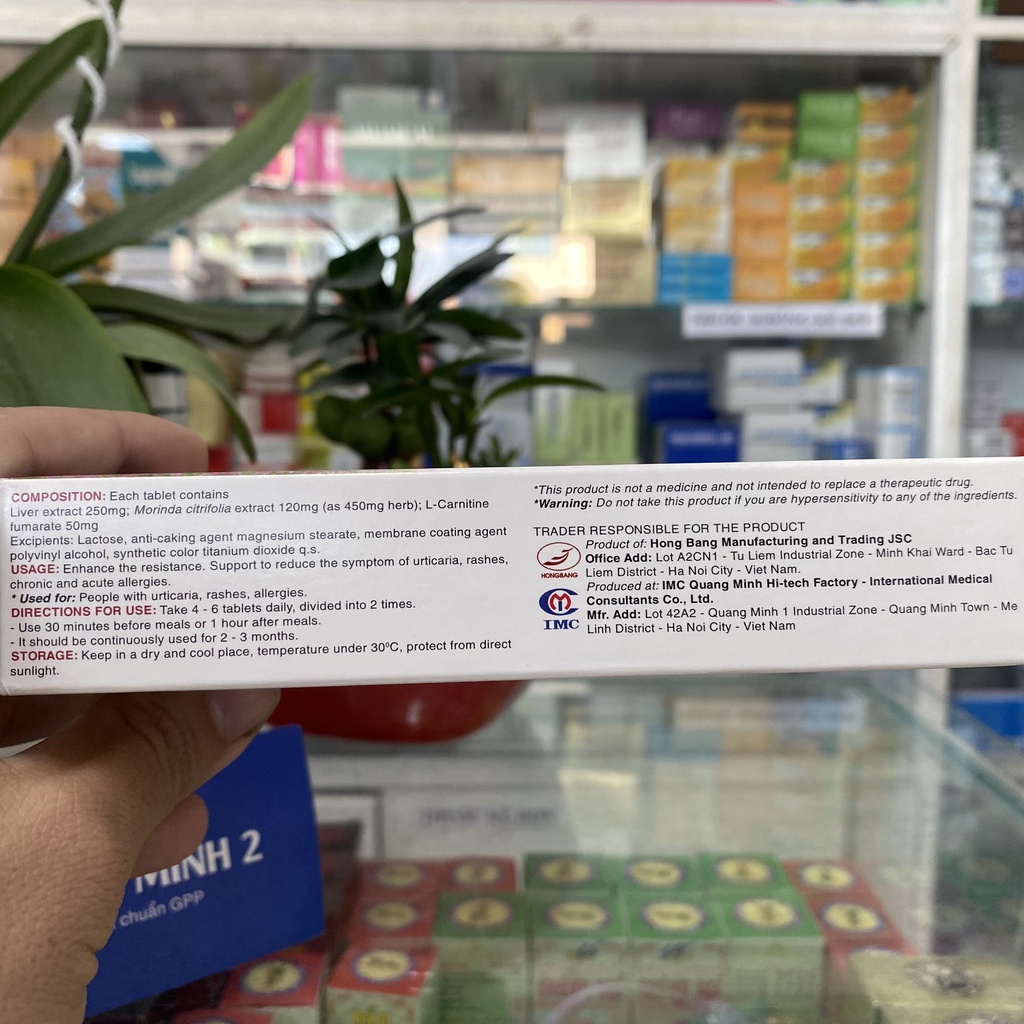 COMPOSITION: Each tablet contains
Liver extract 250mg; Morinda citrifolia extract 120mg (as 450mg herb); L-Carnitine
fumarate 50mg
Excipients: Lactose, anti-caking agent magnesium stearate, membrane coating agent
polyvinyl alcohol, synthetic color titanium dioxide q.s.
USAGE: Enhance the resistance. Support to reduce the symptom of urticaria, rashes,
chronic and acute allergies.
* Used for: People with urticaria, rashes, allergies.
DIRECTIONS FOR USE: Take 4 - 6 tablets daily, divided into 2 times.
- Use 30 minutes before meals or 1 hour after meals.
- It should be continuously used for 2 - 3 months.
STORAGE: Keep in a dry and cool place, temperature under 30ºC, protect from direct
sunlight.
*This product is not a medicine and not intended to replace a therapeutic drug.
*Warning: Do not take this product if you are hypersensitivity to any of the ingredients.
TRADER RESPONSIBLE FOR THE PRODUCT
Product of: Hong Bang Manufacturing and Trading JSC
Office Add: Lot A2CN1 - Tu Liem Industrial Zone - Minh Khai Ward - Bac Tu
Liem District - Ha Noi City - Viet Nam.
HONGBANG
Produced at: IMC Quang Minh Hi-tech Factory - International Medical
Consultants Co., Ltd.
Mfr. Add: Lot 42A2 - Quang Minh 1 Industrial Zone - Quang Minh Town - Me
Linh District - Ha Noi City - Viet Nam
IMC
MINH 2
chuẩn GPP